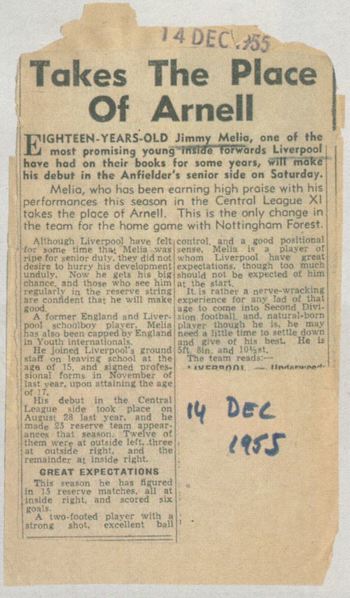 14 DEC 1955
Takes The Place
Of Arnell
EIGHTEEN-YEARS-OLD Jimmy Melia, one of the
most promising young inside forwards Liverpool
have had on their books for some years, will make
his debut in the Anfielder's senior side on Saturday.
Melia, who has been earning high praise with his
performances this season in the Central League XI
takes the place of Arnell. This is the only change in
the team for the home game with Nottingham Forest.
Although Liverpool have felt
for some time that Melia was
ripe for senior duty, they did not
desire to hurry his development
unduly. Now he gets his big
chance, and those who see him
regularly in the reserve string
are confident that he will make
good.
A former England and Liver-
pool schoolboy player, Melia
has also been capped by England
in Youth internationals.
He joined Liverpool's ground
staff on leaving school at the
age of 15, and signed profes-
sional forms in November of
last year, upon attaining the age
of 17.
His debut in the Central
League side took place on
August 28 last year, and he
made 23 reserve team appear-
ances that season. Twelve of
them were at outside left, three
at outside right, and the
remainder at inside right.
GREAT EXPECTATIONS
This season he has figured
in 15 reserve matches, all at
inside right, and scored six
goals.
A two-footed player with a
strong shot, excellent ball
control, and a good positional
sense, Melia is a player of
whom Liverpool have great
expectations, though too much
should not be expected of him
at the start.
It is rather a nerve-wracking
experience for any lad of that
age to come into Second Divi-
sion football, and, natural-born
player though he is, he may
need a little time to settle down
and give of his best. He is
5ft. 8in. and 10½st.
The team reads:—
LIVERPOOL — Underwood;
14 DEC
1955